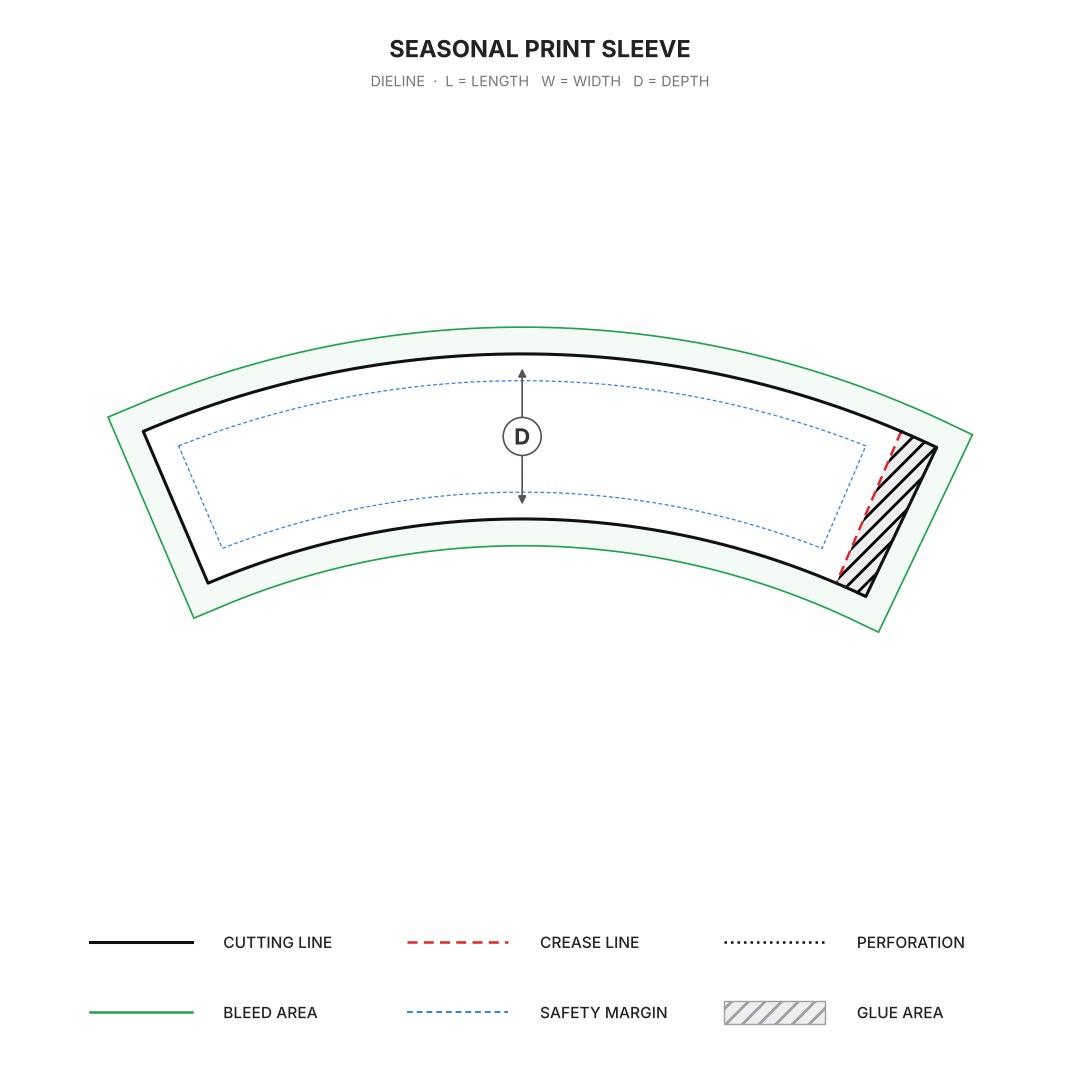 SEASONAL PRINT SLEEVE
DIELINE · L = LENGTH W = WIDTH D = DEPTH
D
CUTTING LINE
CREASE LINE
PERFORATION
BLEED AREA
SAFETY MARGIN
GLUE AREA